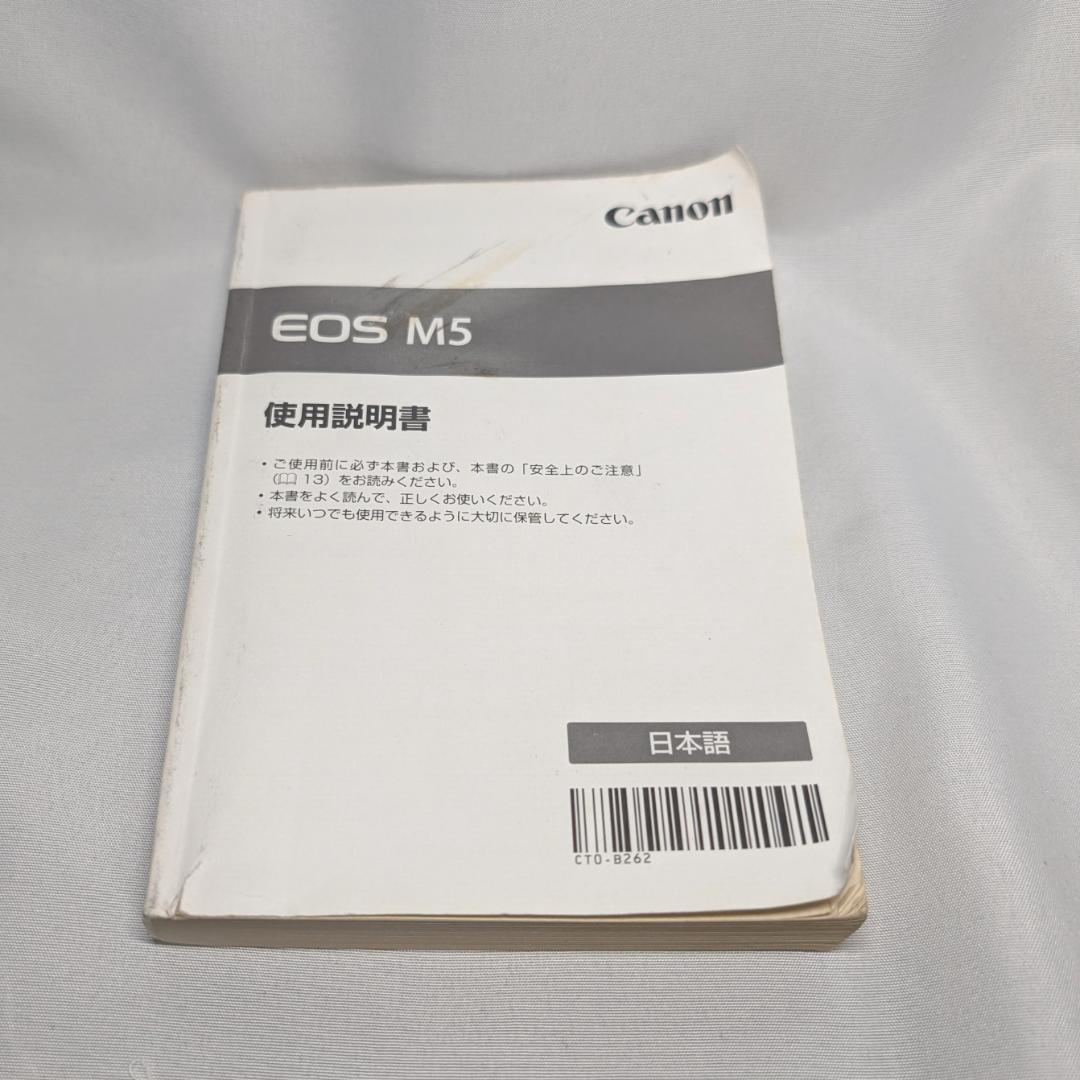 Canon
EOS M5
使用説明書
・ご使用前に必ず本書および、本書の「安全上のご注意」
（📖 13）をお読みください。
・本書をよく読んで、正しくお使いください。
・将来いつでも使用できるように大切に保管してください。
日本語
CT0-B262